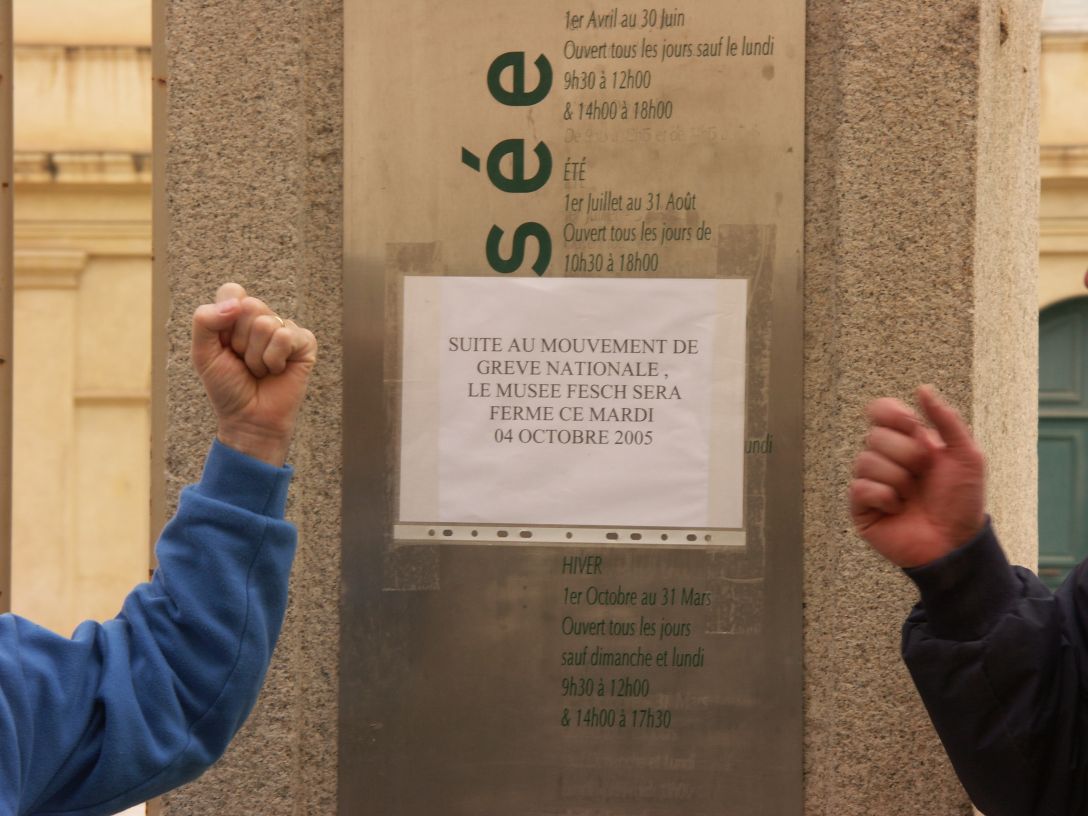 sée
1er Avril au 30 Juin
Ouvert tous les jours sauf le lundi
9h30 à 12h00
& 14h00 à 18h00
ÉTÉ
1er Juillet au 31 Août
Ouvert tous les jours de
10h30 à 18h00
SUITE AU MOUVEMENT DE
GREVE NATIONALE ,
LE MUSEE FESCH SERA
FERME CE MARDI
04 OCTOBRE 2005
undi
HIVER
1er Octobre au 31 Mars
Ouvert tous les jours
sauf dimanche et lundi
9h30 à 12h00
& 14h00 à 17h30